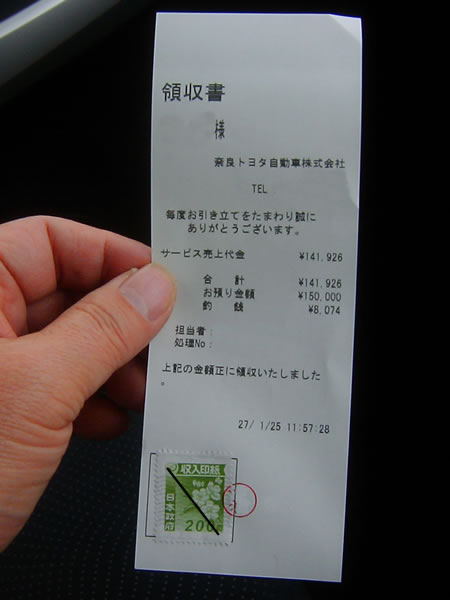 領収書
様
奈良トヨタ自動車株式会社
TEL
毎度お引き立てをたまわり誠に
ありがとうございます。
サービス売上代金 ¥141,926
合 計 ¥141,926
お預り金額 ¥150,000
釣 銭 ¥8,074
担当者:
処理No:
上記の金額正に領収いたしました
。
27/ 1/25 11:57:28
収入印紙
日本政府
200